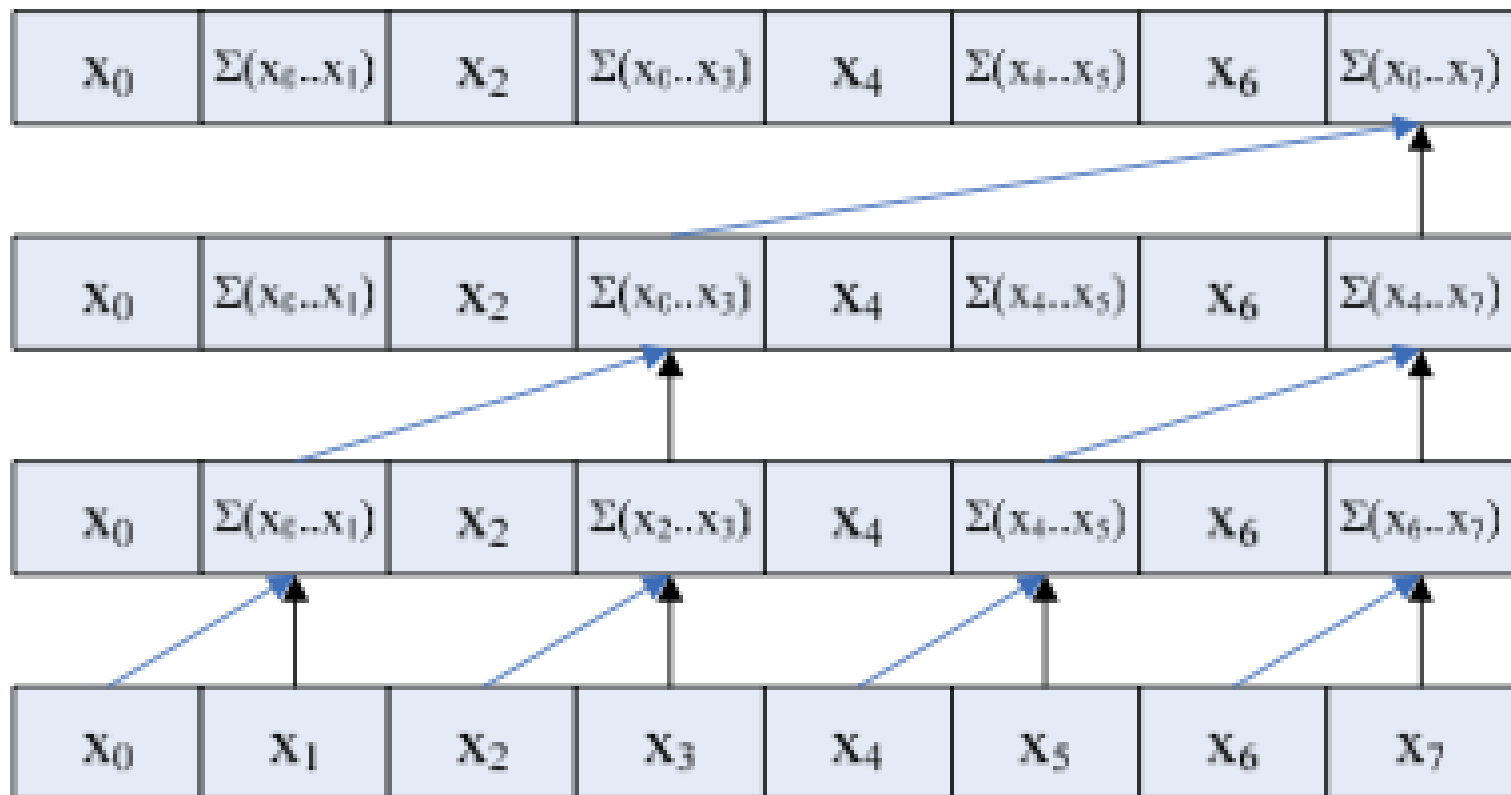 x₀ Σ(x₀..x₁) x₂ Σ(x₀..x₃) x₄ Σ(x₄..x₅) x₆ Σ(x₀..x₇)
x₀ Σ(x₀..x₁) x₂ Σ(x₀..x₃) x₄ Σ(x₄..x₅) x₆ Σ(x₄..x₇)
x₀ Σ(x₀..x₁) x₂ Σ(x₂..x₃) x₄ Σ(x₄..x₅) x₆ Σ(x₆..x₇)
x₀ x₁ x₂ x₃ x₄ x₅ x₆ x₇